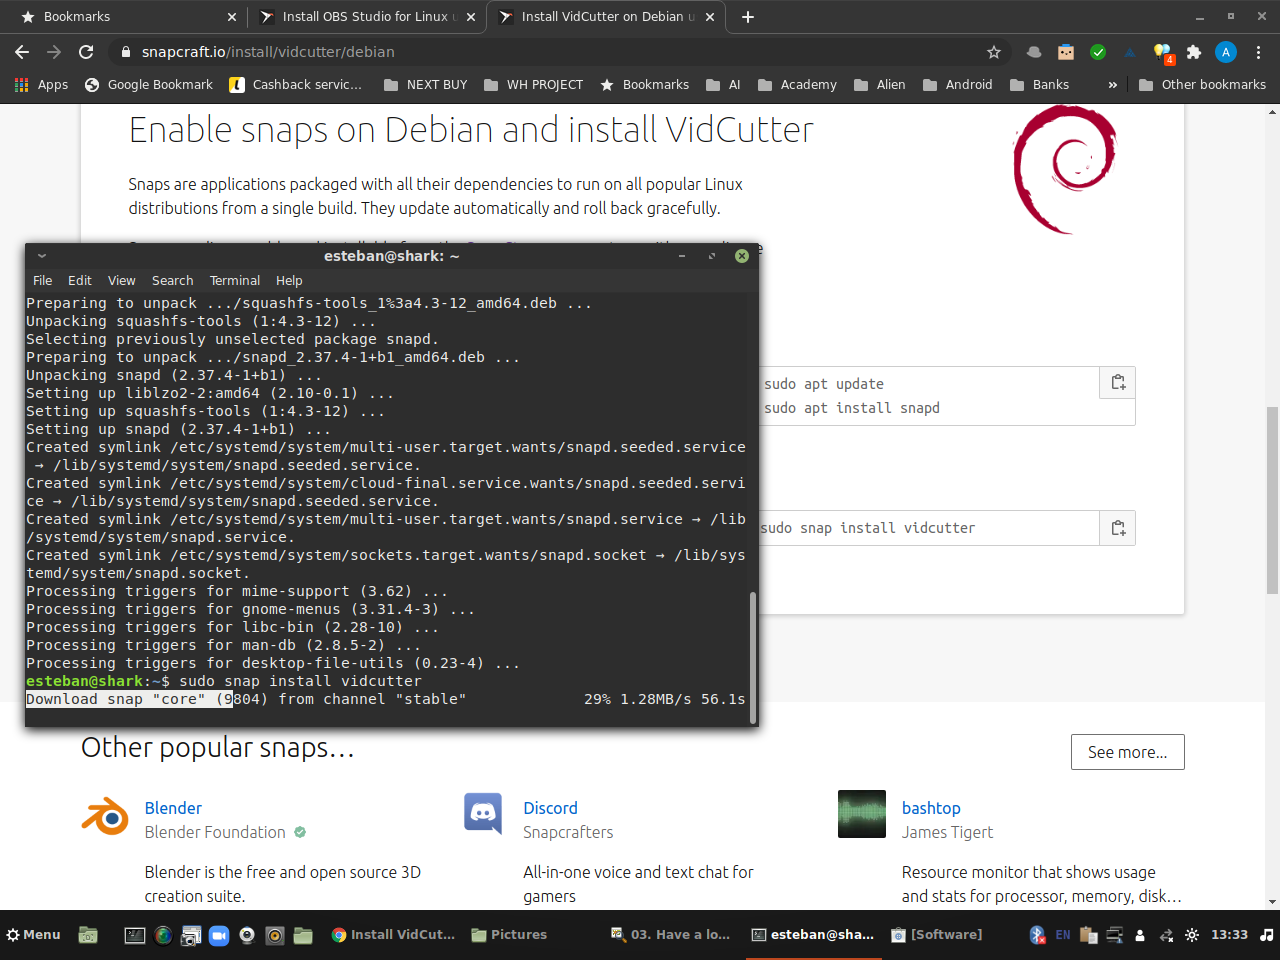 Bookmarks
Install OBS Studio for Linux u
Install VidCutter on Debian u
snapcraft.io/install/vidcutter/debian
4
A
Apps
Google Bookmark
Cashback servic...
NEXT BUY
WH PROJECT
Bookmarks
AI
Academy
Alien
Android
Banks
»
Other bookmarks
Enable snaps on Debian and install VidCutter
Snaps are applications packaged with all their dependencies to run on all popular Linux
distributions from a single build. They update automatically and roll back gracefully.
esteban@shark: ~
File Edit View Search Terminal Help
Preparing to unpack .../squashfs-tools_1%3a4.3-12_amd64.deb ...
Unpacking squashfs-tools (1:4.3-12) ...
Selecting previously unselected package snapd.
Preparing to unpack .../snapd_2.37.4-1+b1_amd64.deb ...
Unpacking snapd (2.37.4-1+b1) ...
Setting up liblzo2-2:amd64 (2.10-0.1) ...
Setting up squashfs-tools (1:4.3-12) ...
Setting up snapd (2.37.4-1+b1) ...
Created symlink /etc/systemd/system/multi-user.target.wants/snapd.seeded.service
→ /lib/systemd/system/snapd.seeded.service.
Created symlink /etc/systemd/system/cloud-final.service.wants/snapd.seeded.servi
ce → /lib/systemd/system/snapd.seeded.service.
Created symlink /etc/systemd/system/multi-user.target.wants/snapd.service → /lib
/systemd/system/snapd.service.
Created symlink /etc/systemd/system/sockets.target.wants/snapd.socket → /lib/sys
temd/system/snapd.socket.
Processing triggers for mime-support (3.62) ...
Processing triggers for gnome-menus (3.31.4-3) ...
Processing triggers for libc-bin (2.28-10) ...
Processing triggers for man-db (2.8.5-2) ...
Processing triggers for desktop-file-utils (0.23-4) ...
esteban@shark:~$ sudo snap install vidcutter
Download snap "core" (9804) from channel "stable" 29% 1.28MB/s 56.1s
sudo apt update
sudo apt install snapd
sudo snap install vidcutter
Other popular snaps...
See more...
Blender
Blender Foundation
Blender is the free and open source 3D
creation suite.
Discord
Snapcrafters
All-in-one voice and text chat for
gamers
bashtop
James Tigert
Resource monitor that shows usage
and stats for processor, memory, disk...
Menu
Install VidCut...
Pictures
03. Have a lo...
esteban@sha...
[Software]
EN
13:33